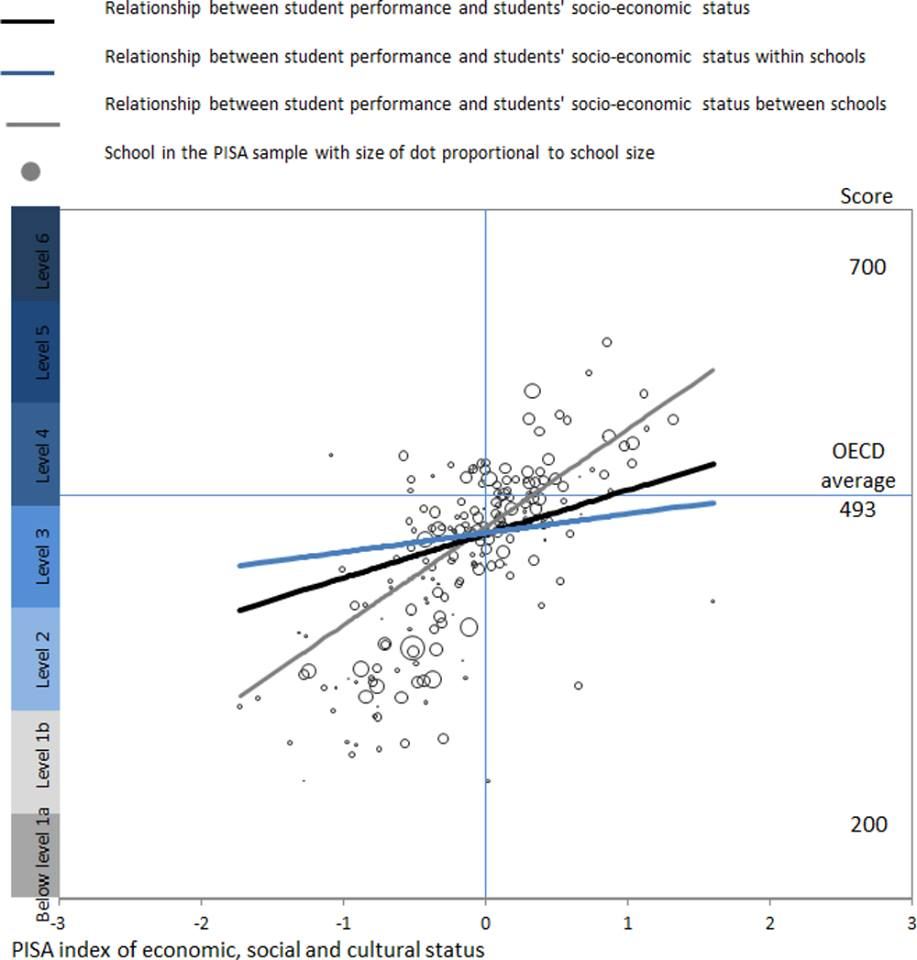 Relationship between student performance and students' socio-economic status
Relationship between student performance and students' socio-economic status within schools
Relationship between student performance and students' socio-economic status between schools
School in the PISA sample with size of dot proportional to school size
Score
Level 6
700
Level 5
Level 4
OECD
average
493
Level 3
Level 2
Level 1b
200
Below level 1a
-3 -2 -1 0 1 2 3
PISA index of economic, social and cultural status